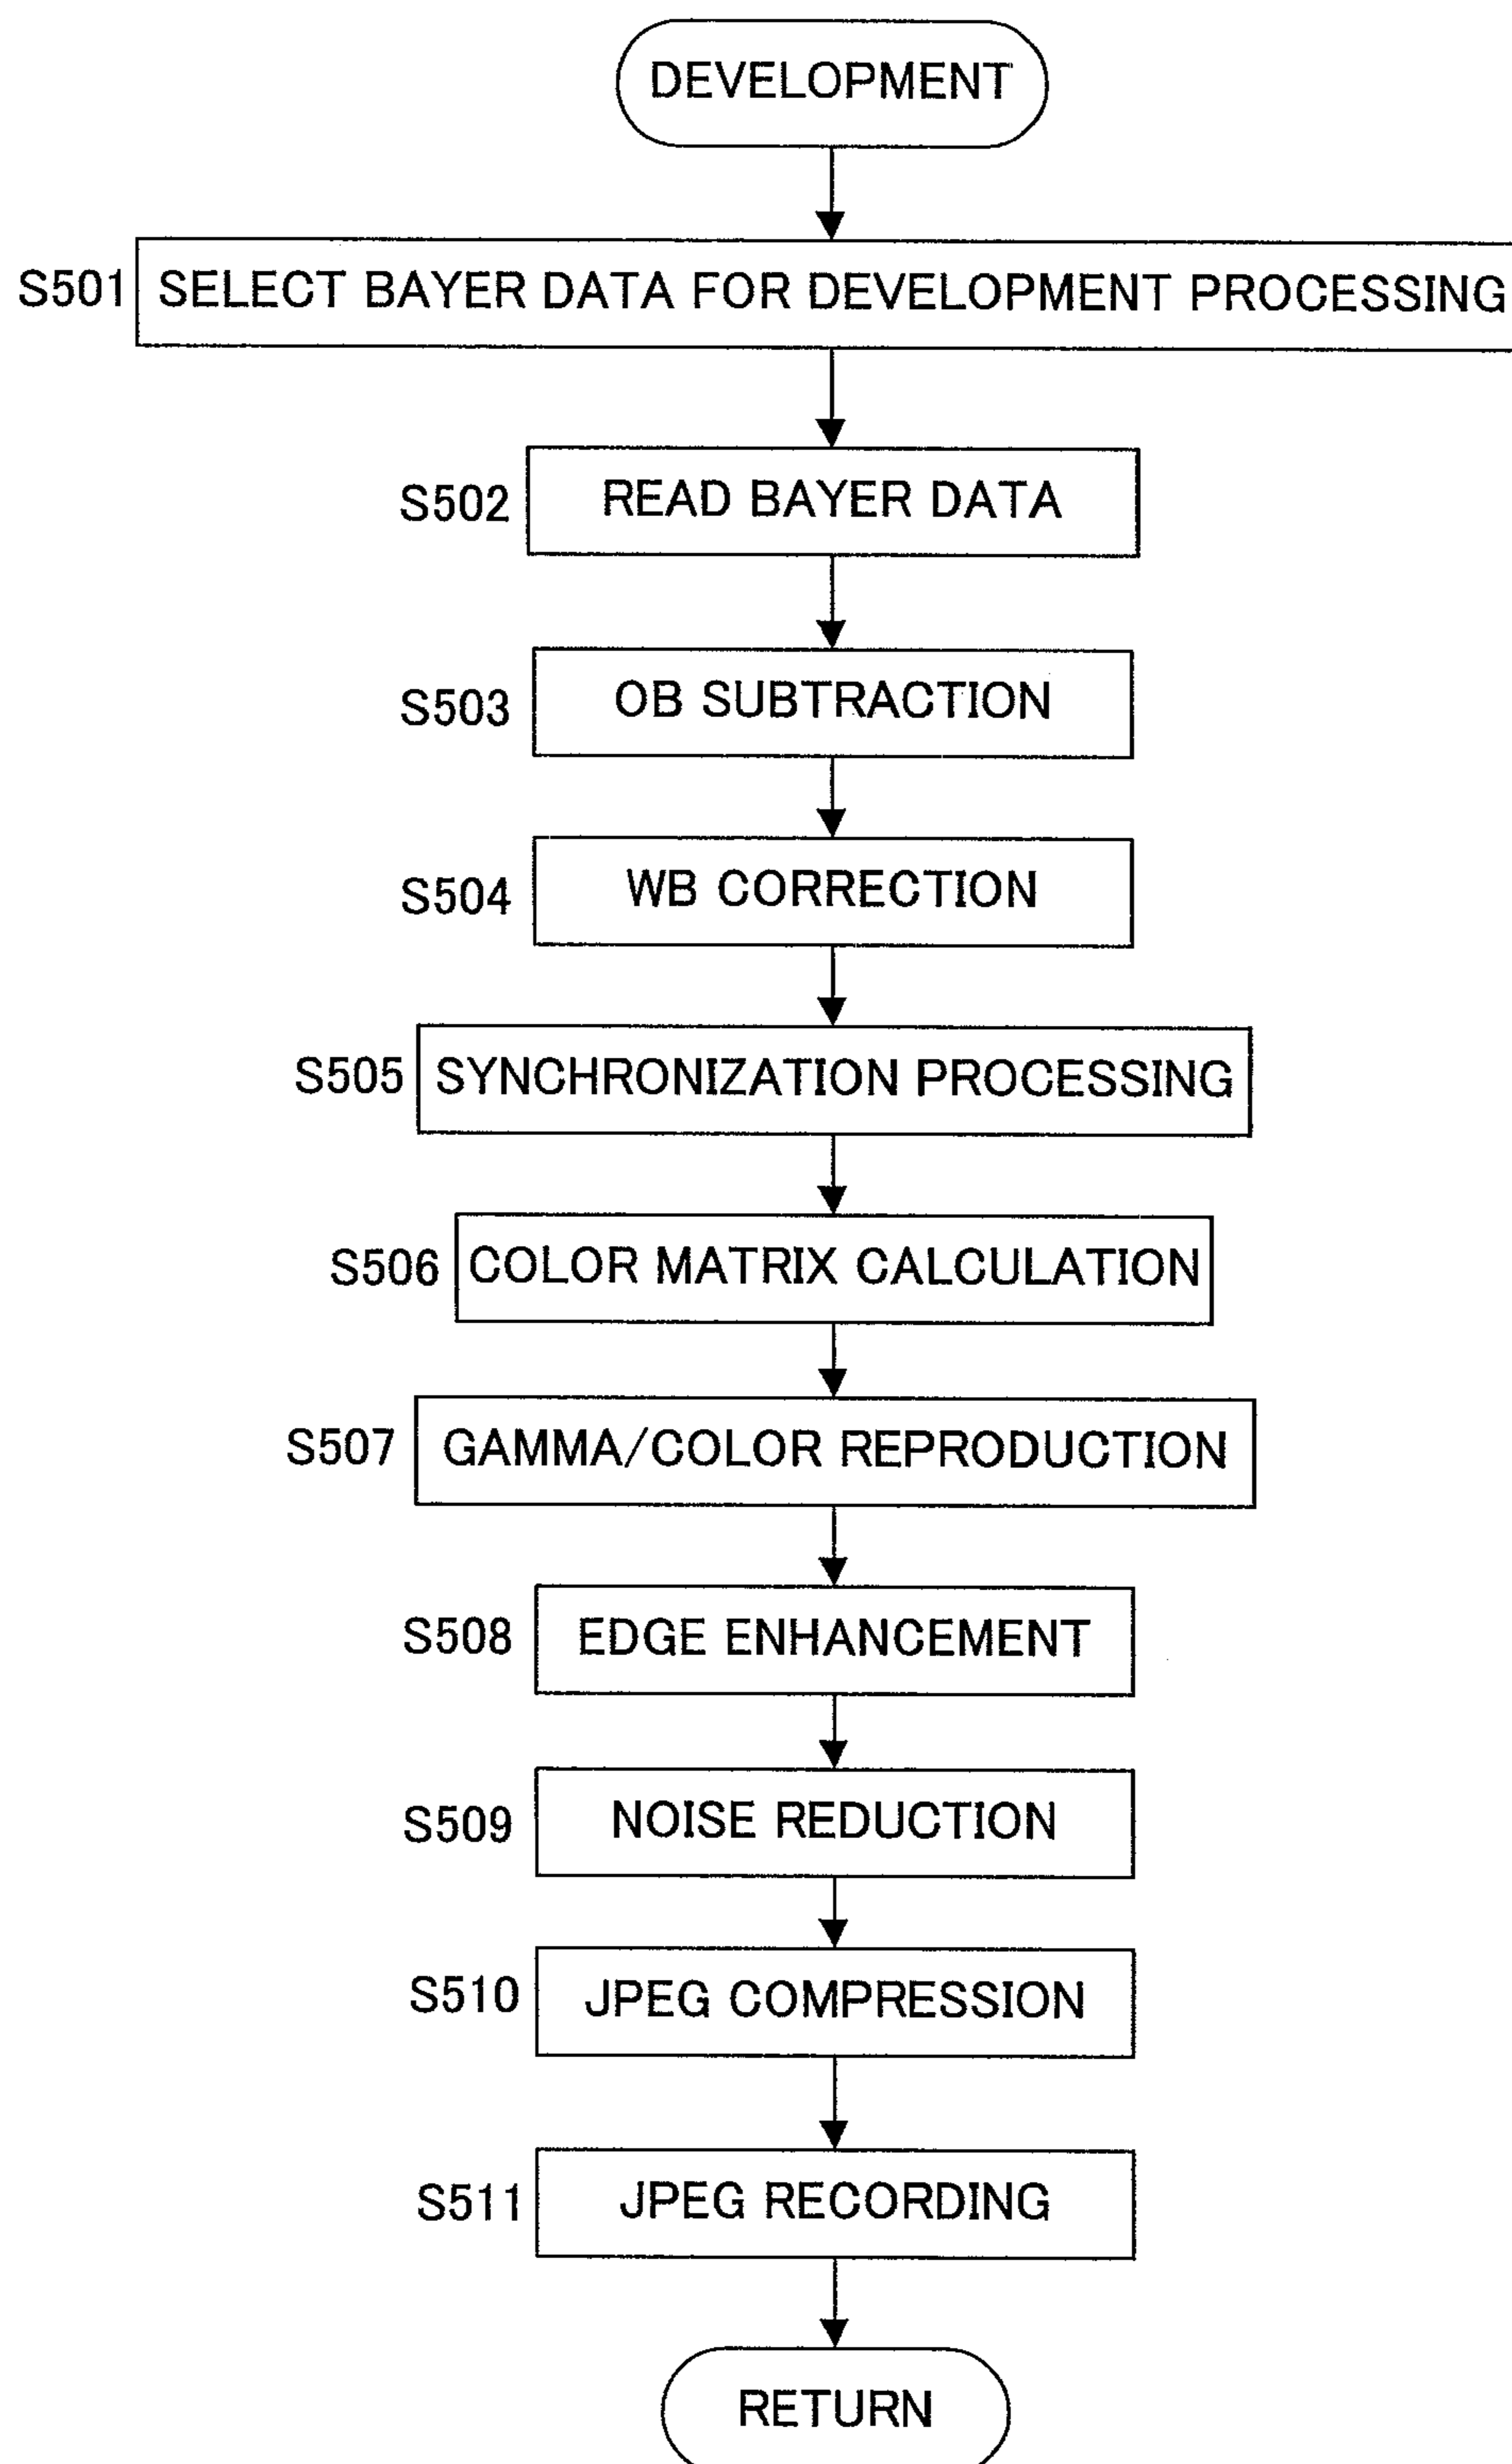 DEVELOPMENT
S501 SELECT BAYER DATA FOR DEVELOPMENT PROCESSING
S502 READ BAYER DATA
S503 OB SUBTRACTION
S504 WB CORRECTION
S505 SYNCHRONIZATION PROCESSING
S506 COLOR MATRIX CALCULATION
S507 GAMMA/COLOR REPRODUCTION
S508 EDGE ENHANCEMENT
S509 NOISE REDUCTION
S510 JPEG COMPRESSION
S511 JPEG RECORDING
RETURN